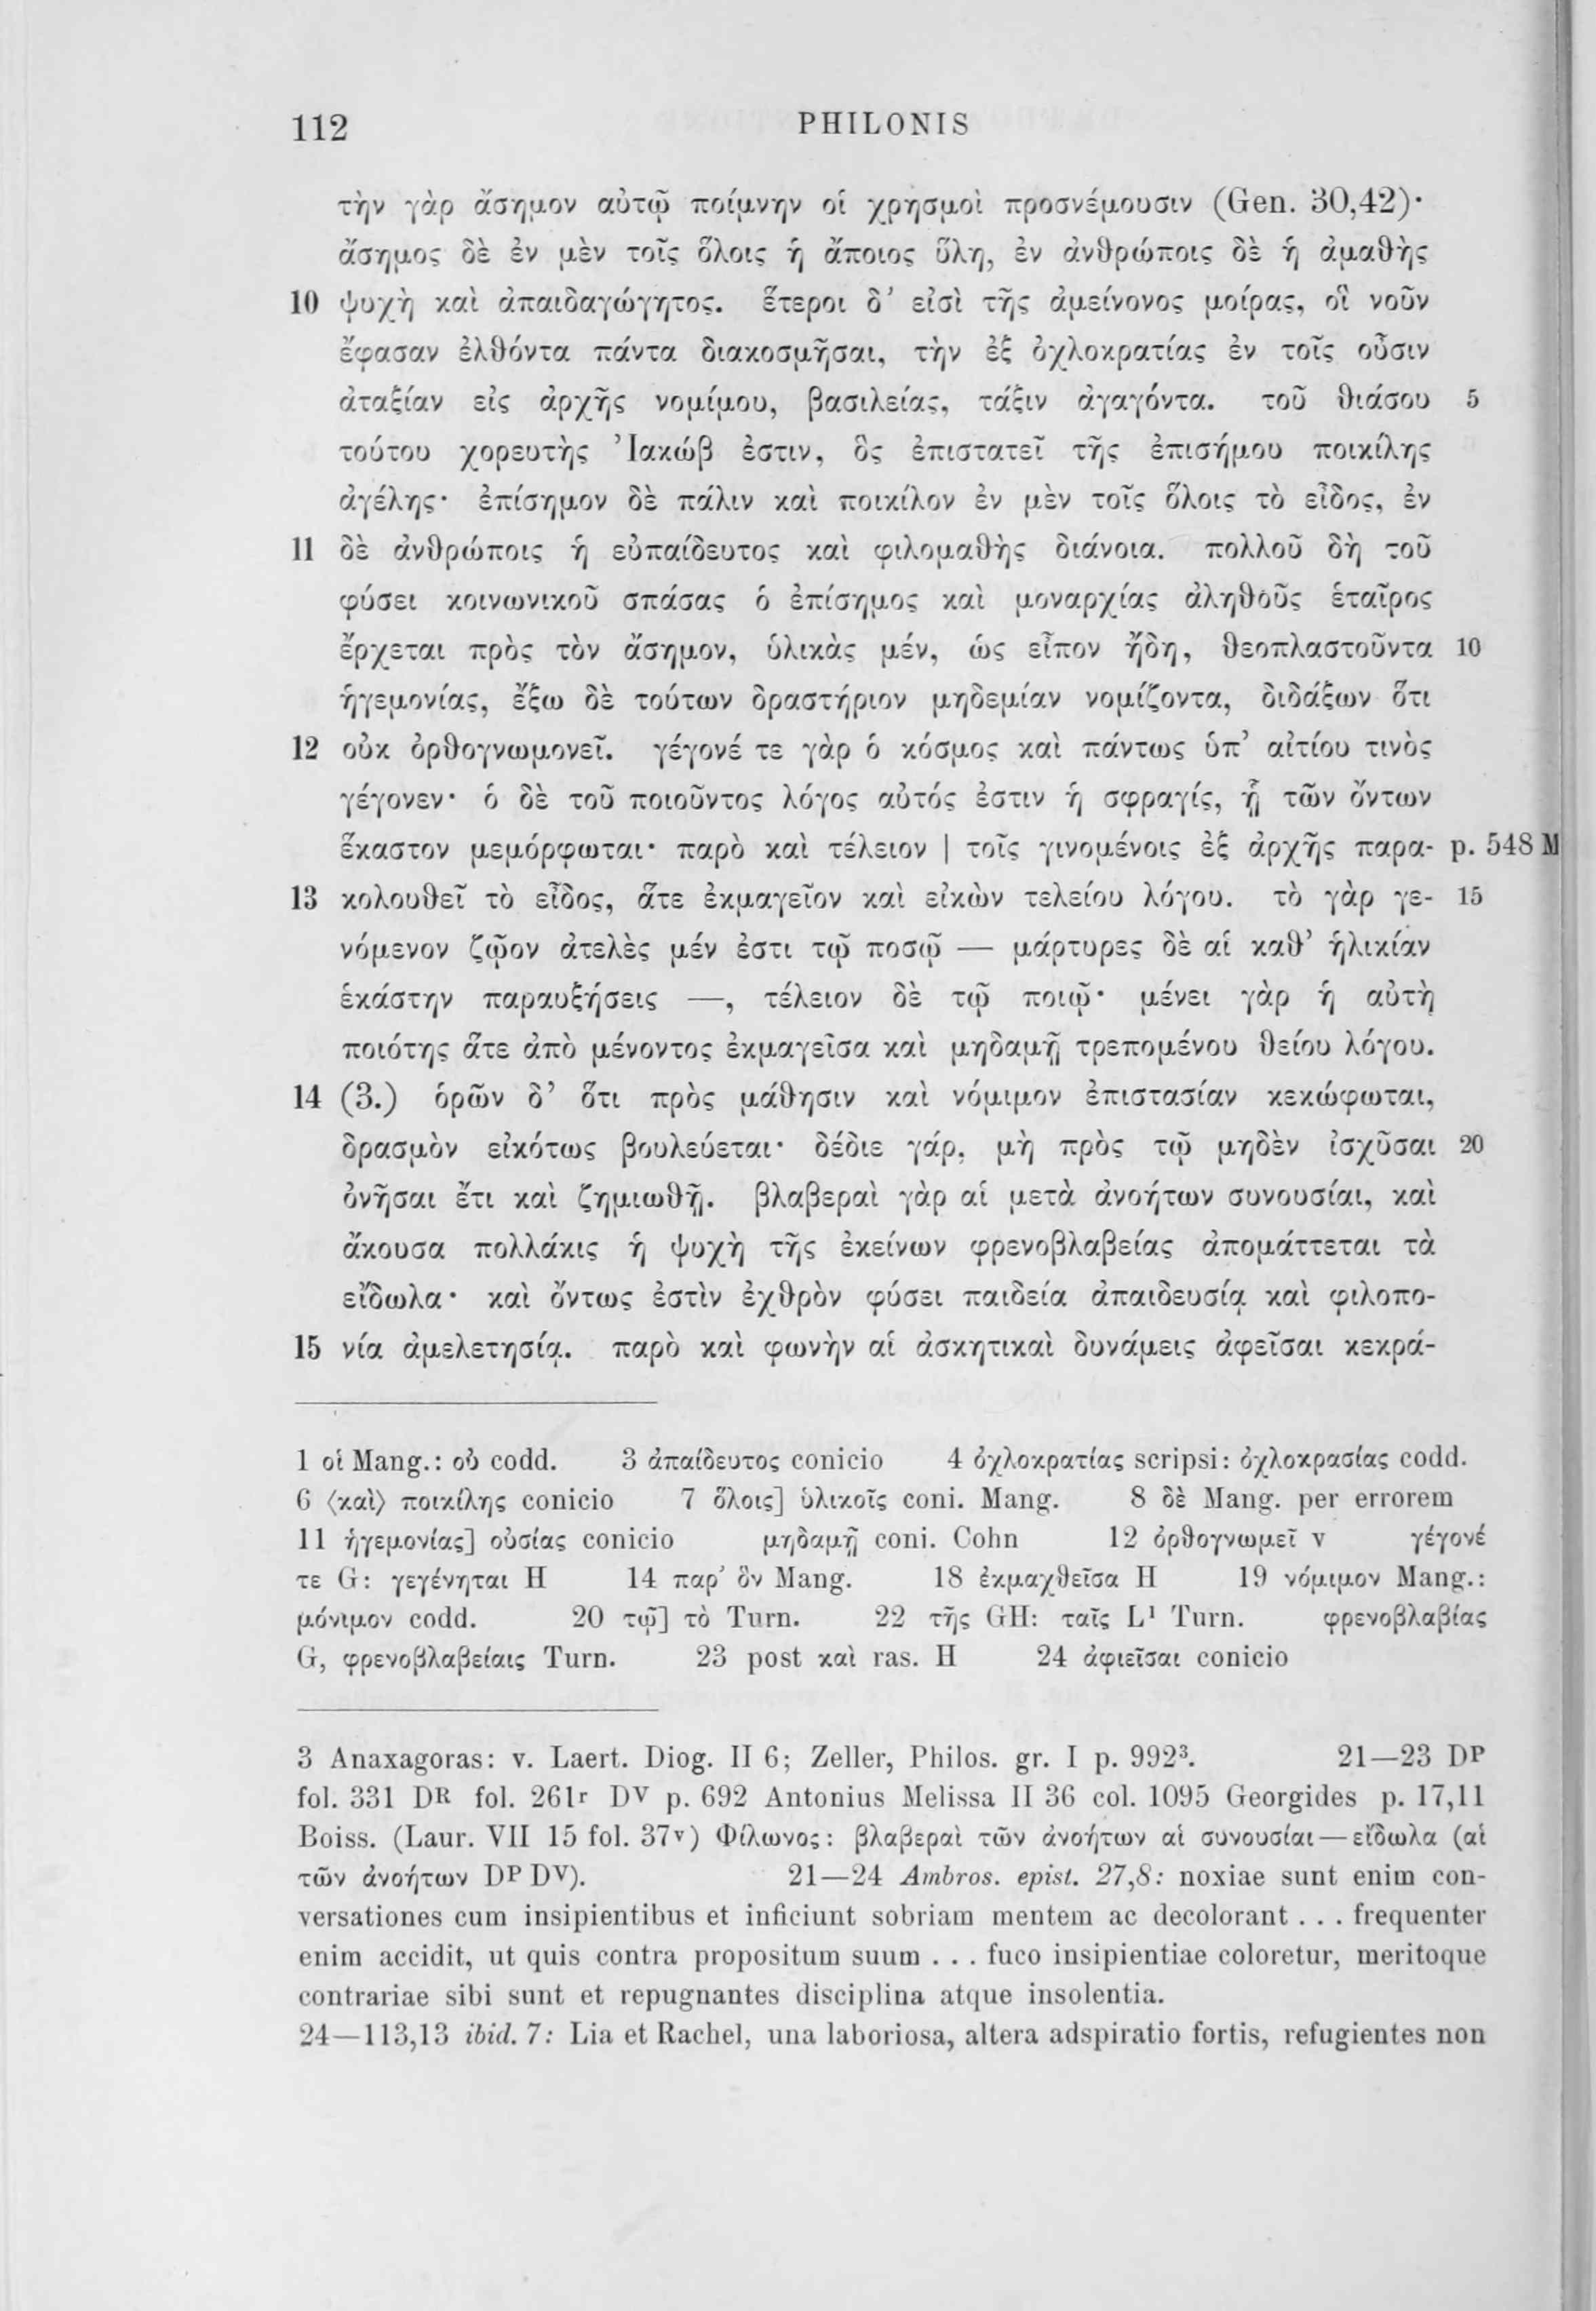 112 PHILONIS
τὴν γὰρ ἄσημον αὐτῷ ποίμνην οἱ χρησμοὶ προσνέμουσιν (Gen. 30,42)·
ἄσημος δὲ ἐν μὲν τοῖς ὅλοις ἡ ἄποιος ὕλη, ἐν ἀνθρώποις δὲ ἡ ἀμαθὴς
10 ψυχὴ καὶ ἀπαιδαγώγητος. ἕτεροι δ’ εἰσὶ τῆς ἀμείνονος μοίρας, οἳ νοῦν
ἔφασαν ἐλθόντα πάντα διακοσμῆσαι, τὴν ἐξ ὀχλοκρατίας ἐν τοῖς οὖσιν
ἀταξίαν εἰς ἀρχῆς νομίμου, βασιλείας, τάξιν ἀγαγόντα. τοῦ θιάσου 5
τούτου χορευτὴς Ἰακώβ ἐστιν, ὃς ἐπιστατεῖ τῆς ἐπισήμου ποικίλης
ἀγέλης· ἐπίσημον δὲ πάλιν καὶ ποικίλον ἐν μὲν τοῖς ὅλοις τὸ εἶδος, ἐν
11 δὲ ἀνθρώποις ἡ εὐπαίδευτος καὶ φιλομαθὴς διάνοια. πολλοῦ δὴ τοῦ
φύσει κοινωνικοῦ σπάσας ὁ ἐπίσημος καὶ μοναρχίας ἀληθοῦς ἑταῖρος
ἔρχεται πρὸς τὸν ἄσημον, ὑλικὰς μέν, ὡς εἶπον ἤδη, θεοπλαστοῦντα 10
ἡγεμονίας, ἔξω δὲ τούτων δραστήριον μηδεμίαν νομίζοντα, διδάξων ὅτι
12 οὐκ ὀρθογνωμονεῖ. γέγονέ τε γὰρ ὁ κόσμος καὶ πάντως ὑπ’ αἰτίου τινὸς
γέγονεν· ὁ δὲ τοῦ ποιοῦντος λόγος αὐτός ἐστιν ἡ σφραγίς, ᾗ τῶν ὄντων
ἕκαστον μεμόρφωται· παρὸ καὶ τέλειον | τοῖς γινομένοις ἐξ ἀρχῆς παρα- p. 548 M
13 κολουθεῖ τὸ εἶδος, ἅτε ἐκμαγεῖον καὶ εἰκὼν τελείου λόγου. τὸ γὰρ γε- 15
νόμενον ζῷον ἀτελὲς μέν ἐστι τῷ ποσῷ — μάρτυρες δὲ αἱ καθ’ ἡλικίαν
ἑκάστην παραυξήσεις —, τέλειον δὲ τῷ ποιῷ· μένει γὰρ ἡ αὐτὴ
ποιότης ἅτε ἀπὸ μένοντος ἐκμαγεῖσα καὶ μηδαμῇ τρεπομένου θείου λόγου.
14 (3.) ὁρῶν δ’ ὅτι πρὸς μάθησιν καὶ νόμιμον ἐπιστασίαν κεκώφωται,
δρασμὸν εἰκότως βουλεύεται· δέδιε γάρ, μὴ πρὸς τῷ μηδὲν ἰσχῦσαι 20
ὀνῆσαι ἔτι καὶ ζημιωθῇ. βλαβεραὶ γὰρ αἱ μετὰ ἀνοήτων συνουσίαι, καὶ
ἄκουσα πολλάκις ἡ ψυχὴ τῆς ἐκείνων φρενοβλαβείας ἀπομάττεται τὰ
εἴδωλα· καὶ ὄντως ἐστὶν ἐχθρὸν φύσει παιδεία ἀπαιδευσίᾳ καὶ φιλοπο-
15 νία ἀμελετησίᾳ. παρὸ καὶ φωνὴν αἱ ἀσκητικαὶ δυνάμεις ἀφεῖσαι κεκρά-
1 οἱ Mang.: οὐ codd. 3 ἀπαίδευτος conicio 4 ὀχλοκρατίας scripsi: ὀχλοκρασίας codd.
6 ⟨καὶ⟩ ποικίλης conicio 7 ὅλοις] ὑλικοῖς coni. Mang. 8 δὲ Mang. per errorem
11 ἡγεμονίας] οὐσίας conicio μηδαμῇ coni. Cohn 12 ὀρθογνωμεῖ v γέγονέ
τε G: γεγένηται H 14 παρ’ ὃν Mang. 18 ἐκμαχθεῖσα H 19 νόμιμον Mang.:
μόνιμον codd. 20 τῷ] τὸ Turn. 22 τῆς GH: ταῖς L¹ Turn. φρενοβλαβίας
G, φρενοβλαβείαις Turn. 23 post καὶ ras. H 24 ἀφιεῖσαι conicio
3 Anaxagoras: v. Laert. Diog. II 6; Zeller, Philos. gr. I p. 992³. 21—23 Dᴾ
fol. 331 Dᴿ fol. 261r Dⱽ p. 692 Antonius Melissa II 36 col. 1095 Georgides p. 17,11
Boiss. (Laur. VII 15 fol. 37v) Φίλωνος: βλαβεραὶ τῶν ἀνοήτων αἱ συνουσίαι — εἴδωλα (αἱ
τῶν ἀνοήτων Dᴾ Dⱽ). 21—24 Ambros. epist. 27,8: noxiae sunt enim con-
versationes cum insipientibus et inficiunt sobriam mentem ac decolorant . . . frequenter
enim accidit, ut quis contra propositum suum . . . fuco insipientiae coloretur, meritoque
contrariae sibi sunt et repugnantes disciplina atque insolentia.
24—113,13 ibid. 7: Lia et Rachel, una laboriosa, altera adspiratio fortis, refugientes non